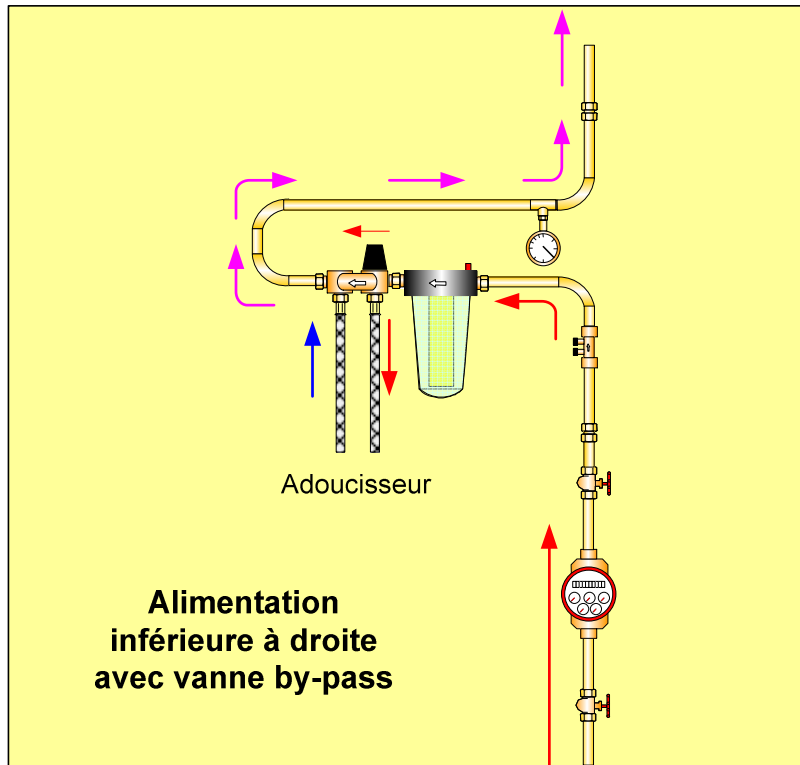 Adoucisseur
Alimentation
inférieure à droite
avec vanne by-pass